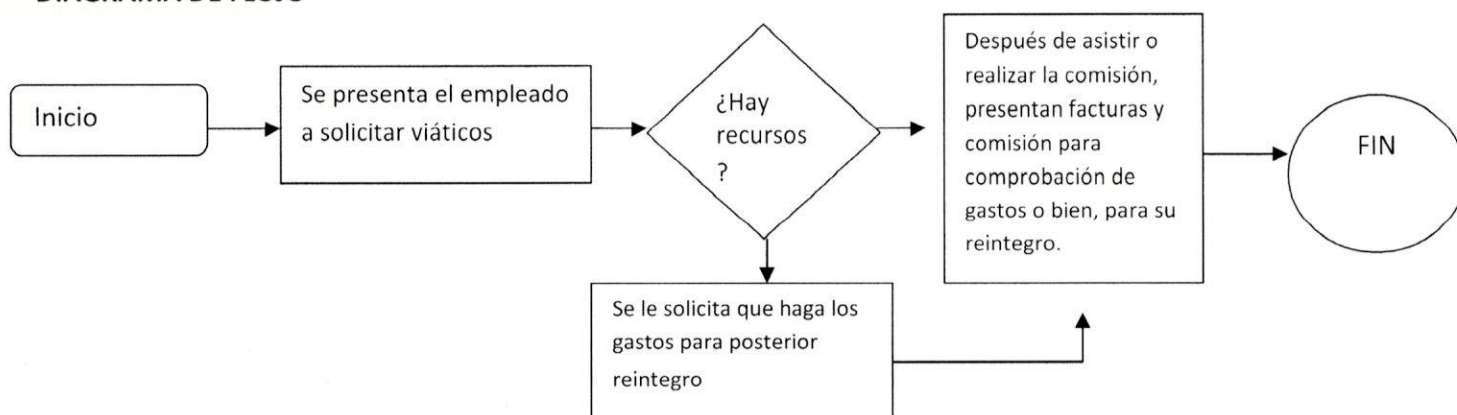 Inicio
Se presenta el empleado
a solicitar viáticos
¿Hay
recursos
?
Después de asistir o
realizar la comisión,
presentan facturas y
comisión para
comprobación de
gastos o bien, para su
reintegro.
FIN
Se le solicita que haga los
gastos para posterior
reintegro